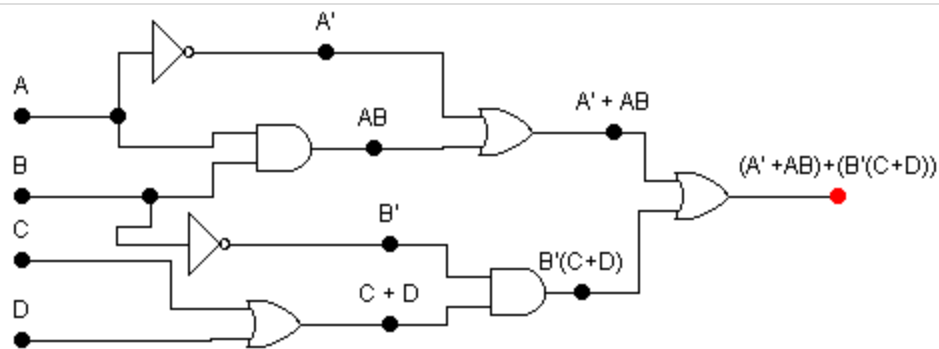 A'
A
AB
A' + AB
B
(A' +AB)+(B'(C+D))
C
B'
B'(C+D)
D
C + D